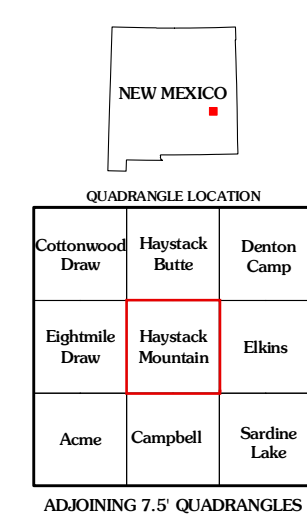 NEW MEXICO
QUADRANGLE LOCATION
Cottonwood
Draw
Haystack
Butte
Denton
Camp
Eightmile
Draw
Haystack
Mountain
Elkins
Acme
Campbell
Sardine
Lake
ADJOINING 7.5' QUADRANGLES